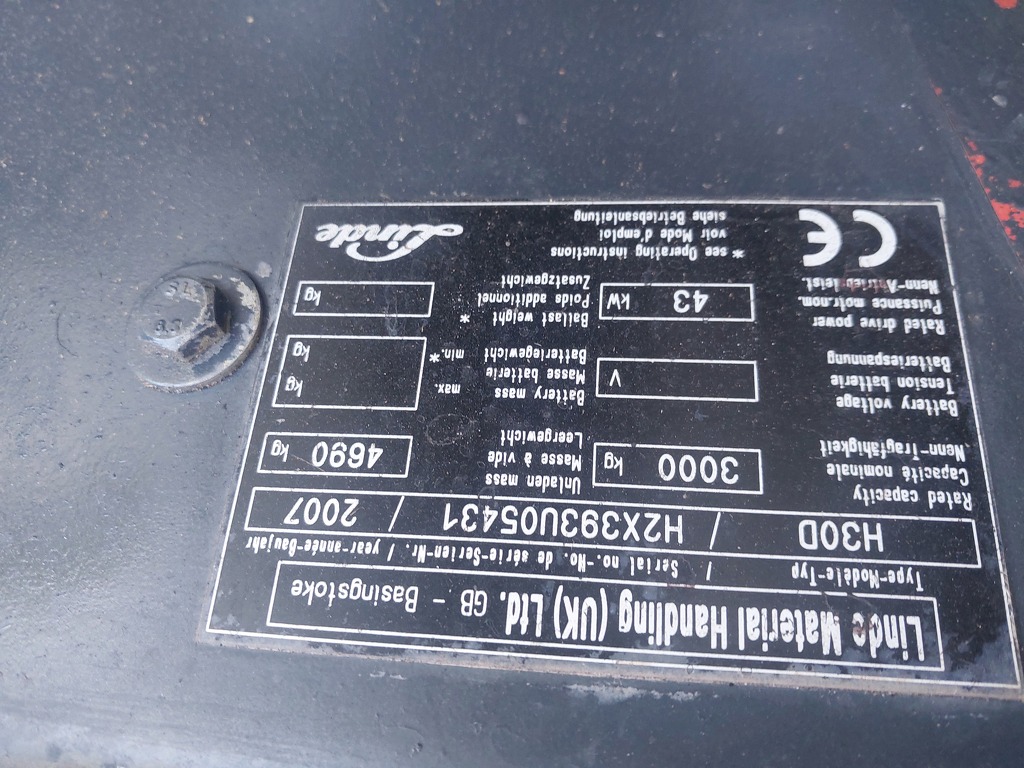 Linde Material Handling (UK) Ltd. GB - Basingstoke
Type-Modèle-Typ / Serial no.-No. de série-Serien-Nr. / year-année-Baujahr
H30D / H2X393U05431 / 2007
Rated capacity
Capacité nominale
Nenn-Tragfähigkeit
3000 kg
Unladen mass
Masse à vide
Leergewicht
4690 kg
Battery voltage
Tension batterie
Batteriespannung
V
Battery mass
Masse batterie
Batteriegewicht
max.
min.*
kg
kg
Rated drive power
Puissance motr.nom.
Nenn-Antriebleist.
43 kW
Ballast weight *
Poids additionnel
Zusatzgewicht
kg
CE
* see Operating instructions
voir Mode d'emploi
siehe Betriebsanleitung
Linde
8.8